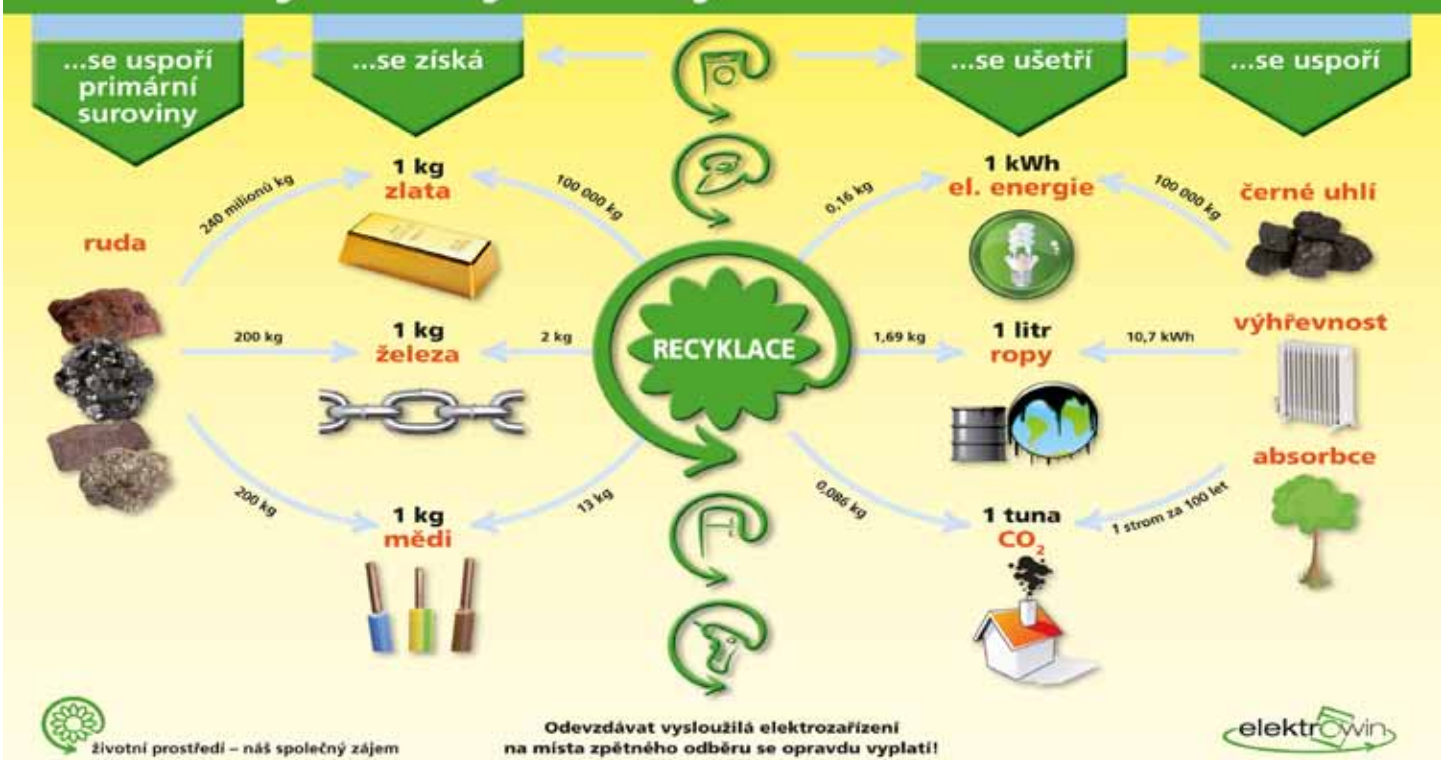 ...se uspoří
primární
suroviny
...se získá
...se ušetří
...se uspoří
ruda
240 milionů kg
1 kg
zlata
100 000 kg
200 kg
1 kg
železa
2 kg
200 kg
1 kg
mědi
13 kg
RECYKLACE
0,16 kg
1 kWh
el. energie
100 000 kg
černé uhlí
1,69 kg
1 litr
ropy
10,7 kWh
výhřevnost
0,086 kg
1 tuna
CO₂
1 strom za 100 let
absorbce
životní prostředí – náš společný zájem
Odevzdávat vysloužilá elektrozařízení
na místa zpětného odběru se opravdu vyplatí!
elektrowin